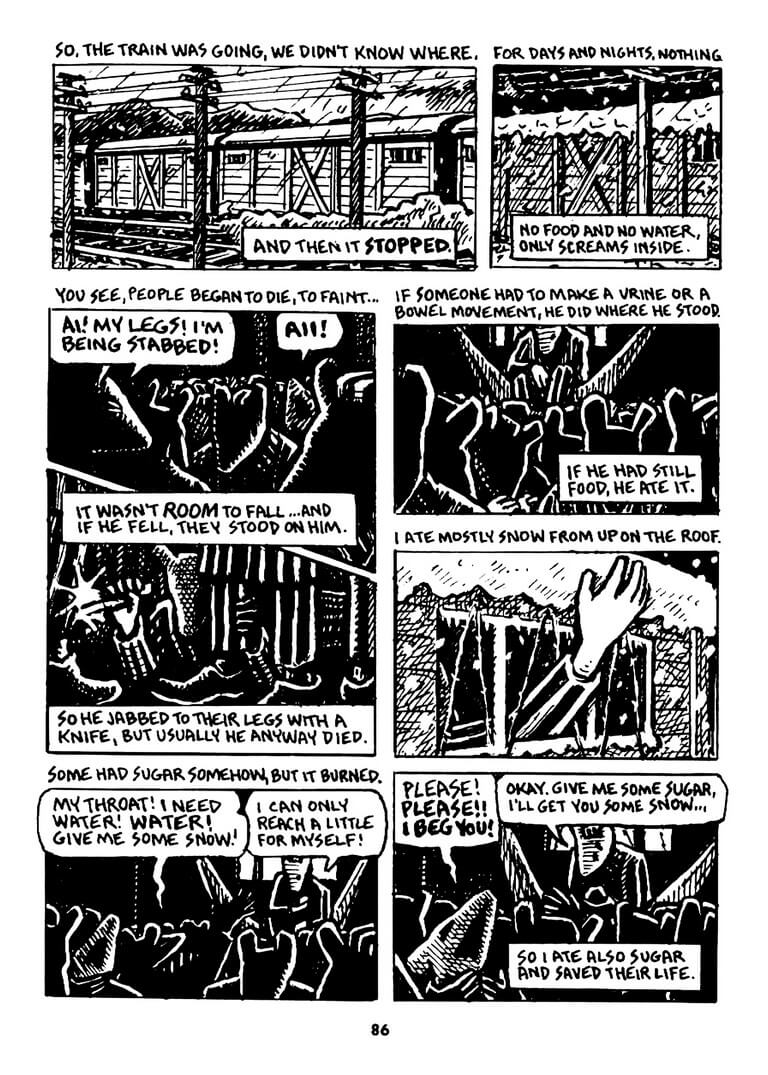 SO, THE TRAIN WAS GOING, WE DIDN'T KNOW WHERE.
AND THEN IT STOPPED.
FOR DAYS AND NIGHTS, NOTHING
NO FOOD AND NO WATER,
ONLY SCREAMS INSIDE.
YOU SEE, PEOPLE BEGAN TO DIE, TO FAINT...
AI! MY LEGS! I'M
BEING STABBED!
AII!
IT WASN'T ROOM TO FALL...AND
IF HE FELL, THEY STOOD ON HIM.
SO HE JABBED TO THEIR LEGS WITH A
KNIFE, BUT USUALLY HE ANYWAY DIED.
IF SOMEONE HAD TO MAKE A URINE OR A
BOWEL MOVEMENT, HE DID WHERE HE STOOD.
IF HE HAD STILL
FOOD, HE ATE IT.
I ATE MOSTLY SNOW FROM UP ON THE ROOF.
SOME HAD SUGAR SOMEHOW, BUT IT BURNED.
MY THROAT! I NEED
WATER! WATER!
GIVE ME SOME SNOW!
I CAN ONLY
REACH A LITTLE
FOR MYSELF!
PLEASE!
PLEASE!!
I BEG YOU!
OKAY. GIVE ME SOME SUGAR,
I'LL GET YOU SOME SNOW...
SO I ATE ALSO SUGAR
AND SAVED THEIR LIFE.
86